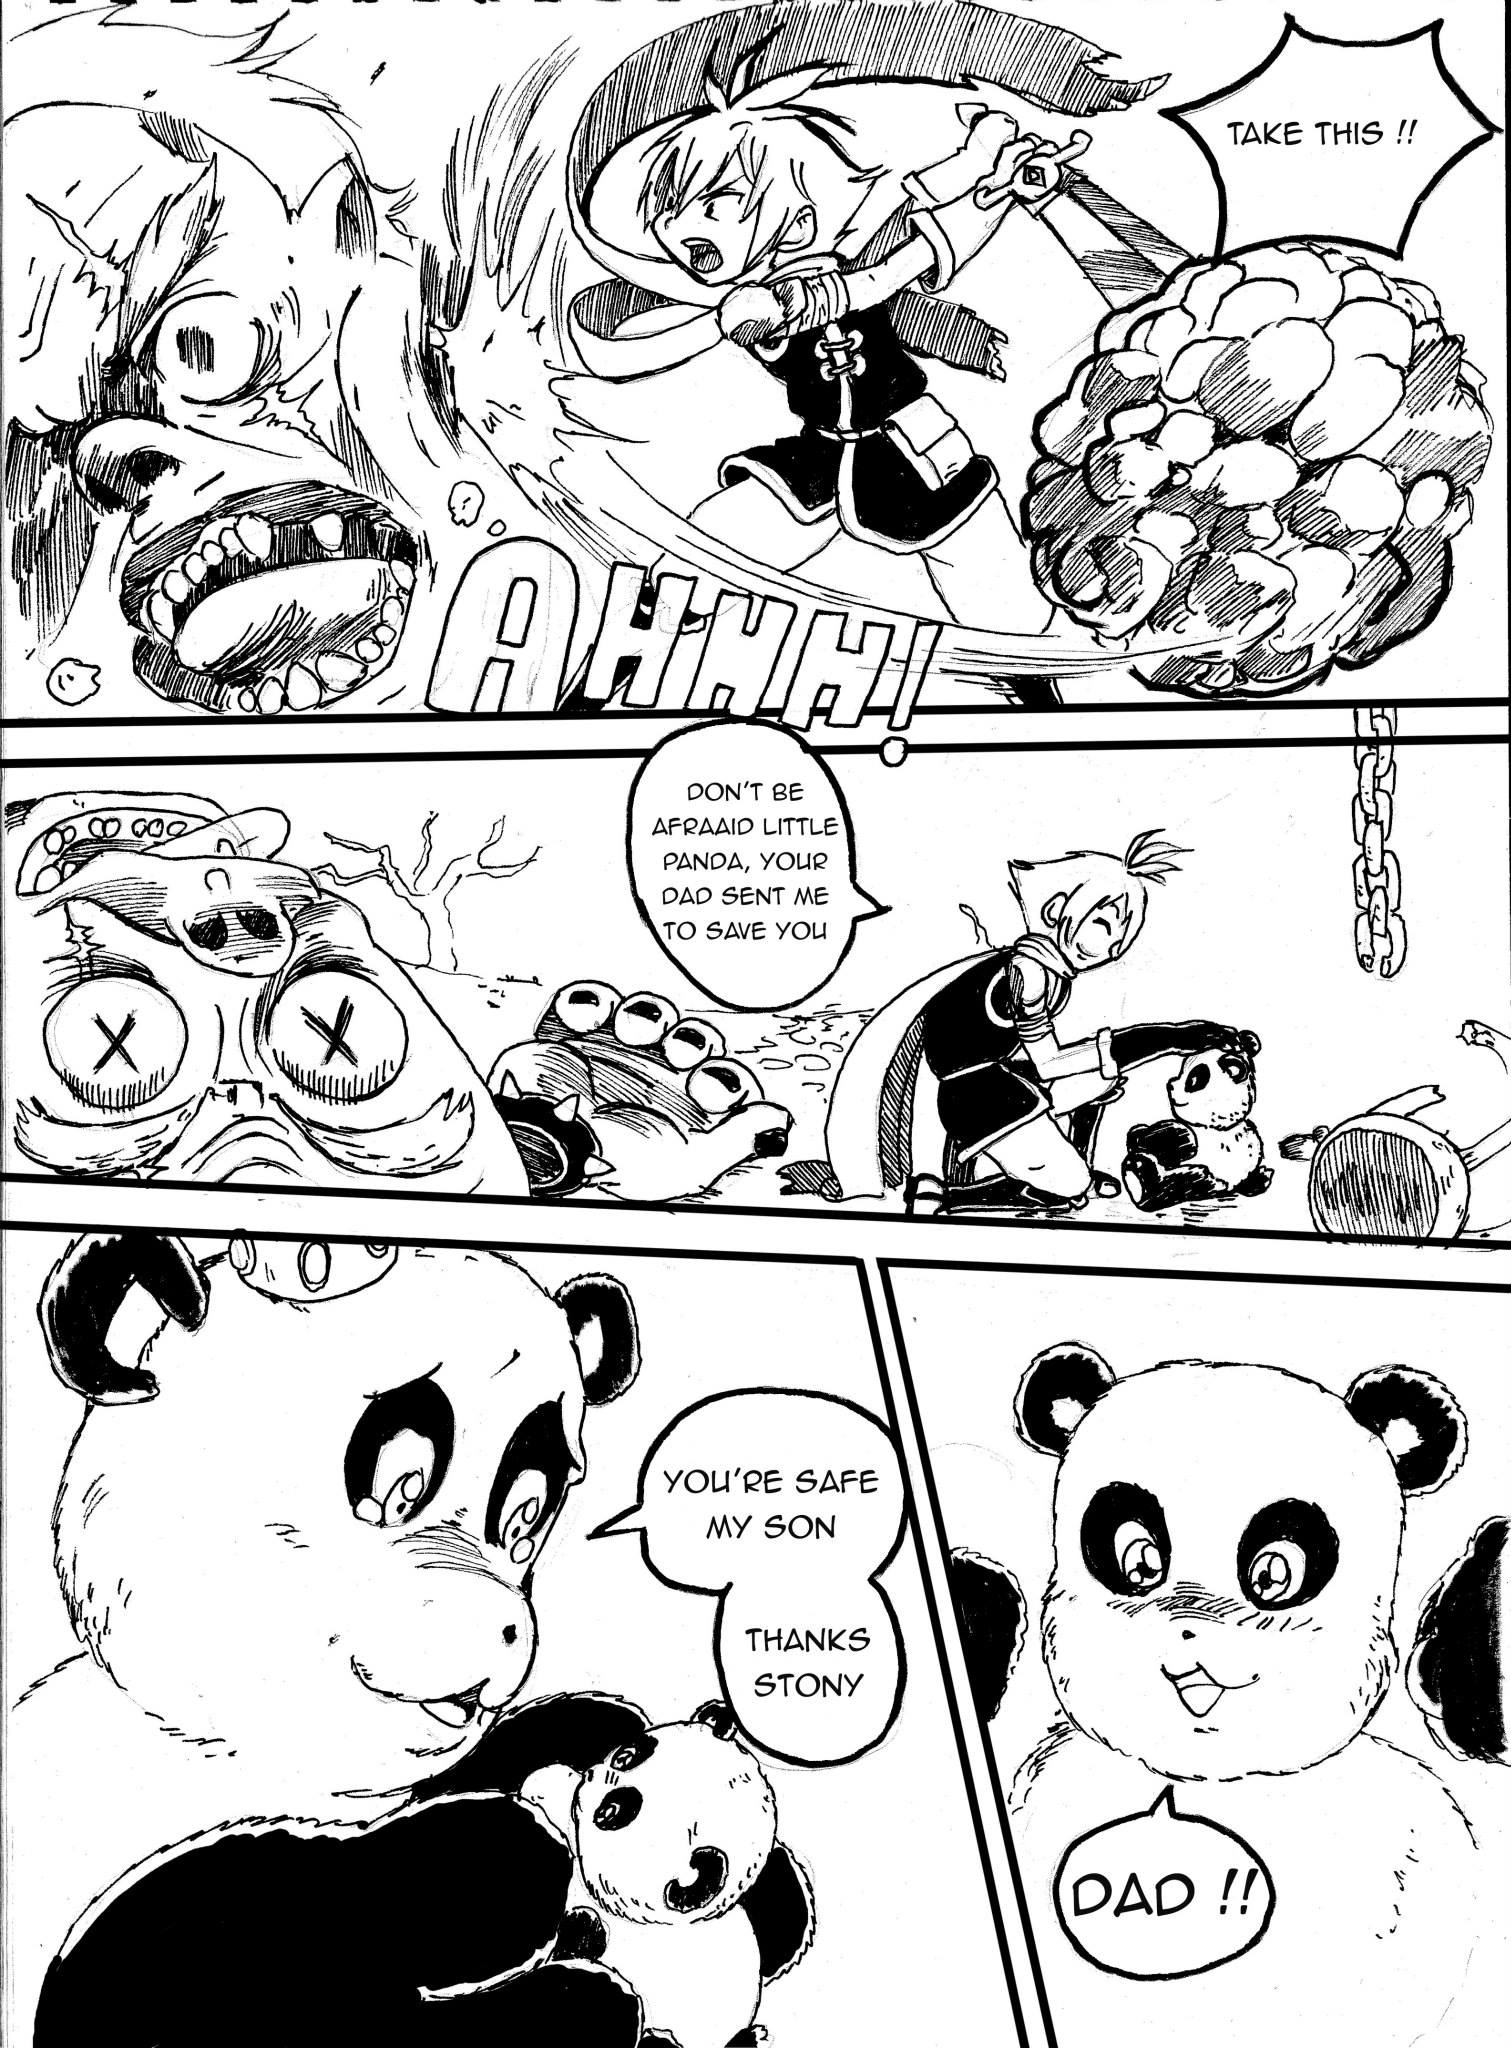 TAKE THIS !!
AHHH!
DON'T BE
AFRAAID LITTLE
PANDA, YOUR
DAD SENT ME
TO SAVE YOU
YOU'RE SAFE
MY SON
THANKS
STONY
DAD !!